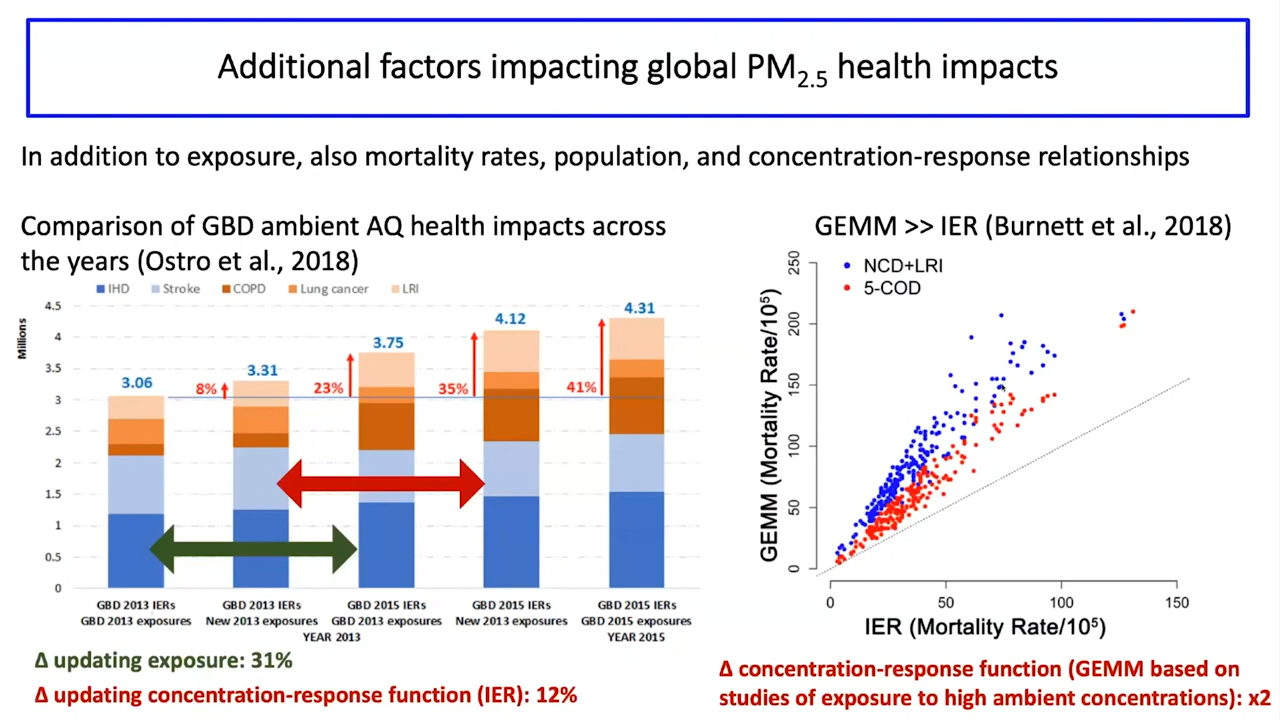 Additional factors impacting global PM2.5 health impacts
In addition to exposure, also mortality rates, population, and concentration-response relationships
Comparison of GBD ambient AQ health impacts across
the years (Ostro et al., 2018)
IHD Stroke COPD Lung cancer LRI
Millions
4.5
4
3.5
3
2.5
2
1.5
1
0.5
0
3.06
8%
3.31
23%
3.75
35%
4.12
41%
4.31
GBD 2013 IERs GBD 2013 IERs GBD 2015 IERs GBD 2015 IERs GBD 2015 IERs
GBD 2013 exposures New 2013 exposures GBD 2013 exposures New 2013 exposures GBD 2015 exposures
YEAR 2013 YEAR 2015
Δ updating exposure: 31%
Δ updating concentration-response function (IER): 12%
GEMM >> IER (Burnett et al., 2018)
NCD+LRI
5-COD
GEMM (Mortality Rate/10⁵)
250
200
150
100
50
0
0 50 100 150
IER (Mortality Rate/10⁵)
Δ concentration-response function (GEMM based on
studies of exposure to high ambient concentrations): x2